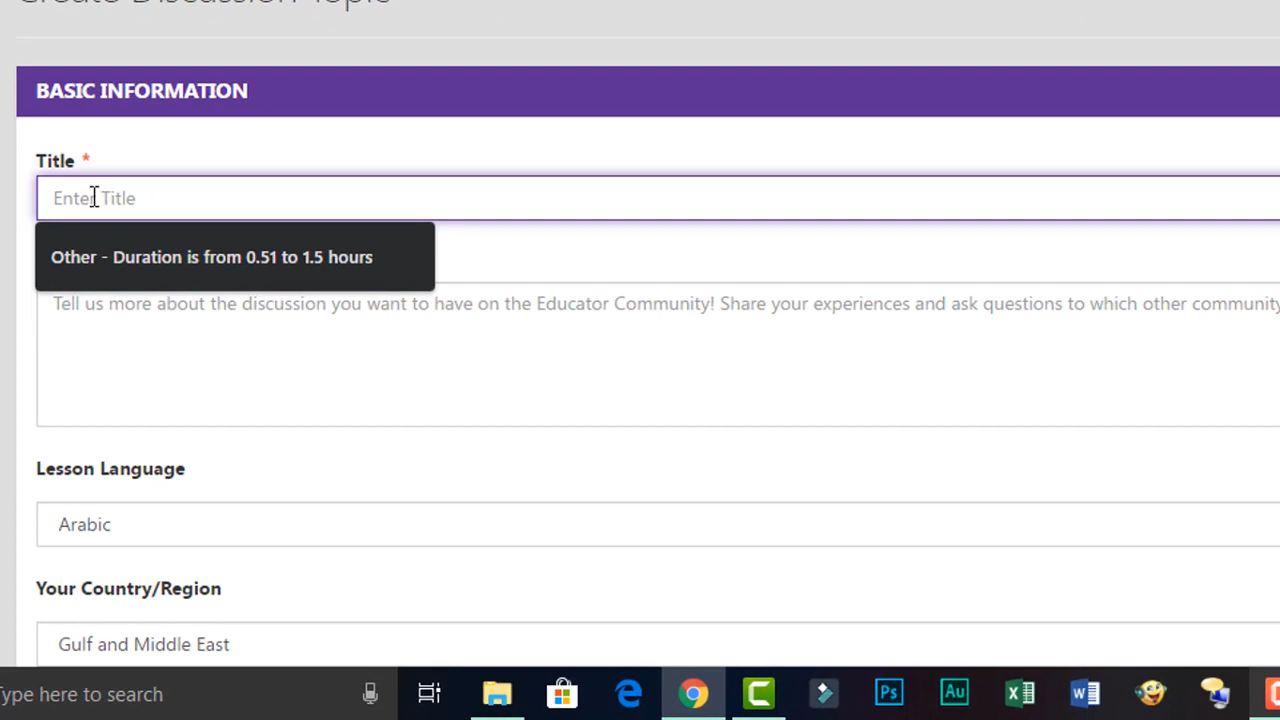 Create Discussion Topic
BASIC INFORMATION
Title *
Enter Title
Other - Duration is from 0.51 to 1.5 hours
Tell us more about the discussion you want to have on the Educator Community! Share your experiences and ask questions to which other community
Lesson Language
Arabic
Your Country/Region
Gulf and Middle East
Type here to search
Ps
Au